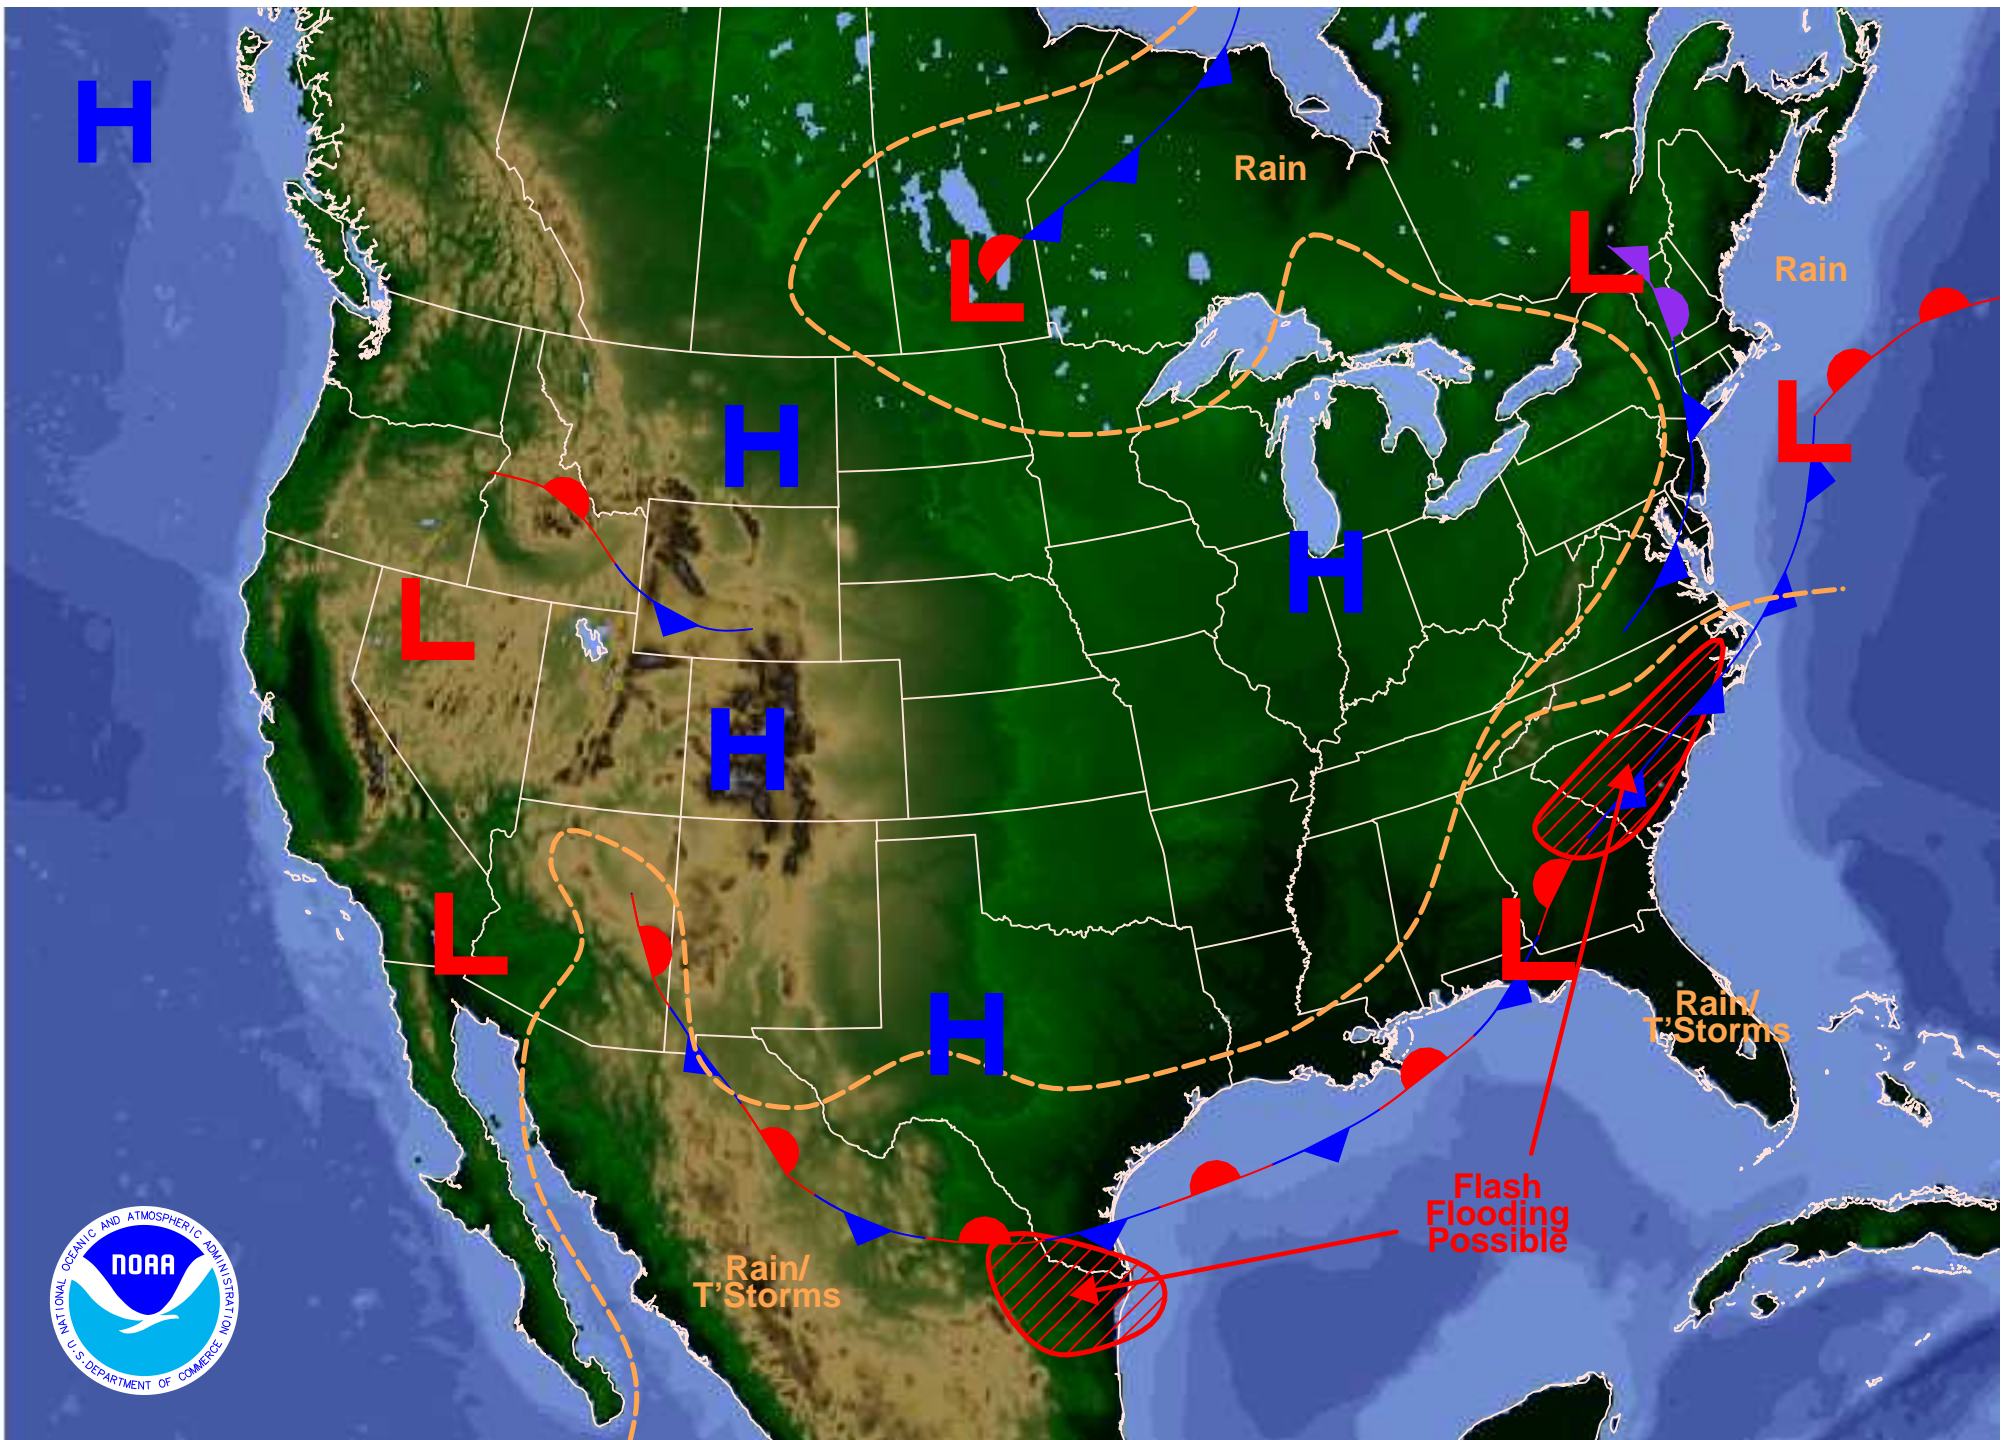 H
Rain
L
L
Rain
L
H
H
L
H
L
L
H
Rain/
T'Storms
Flash
Flooding
Possible
Rain/
T'Storms
NATIONAL OCEANIC AND ATMOSPHERIC ADMINISTRATION
NOAA
U.S. DEPARTMENT OF COMMERCE